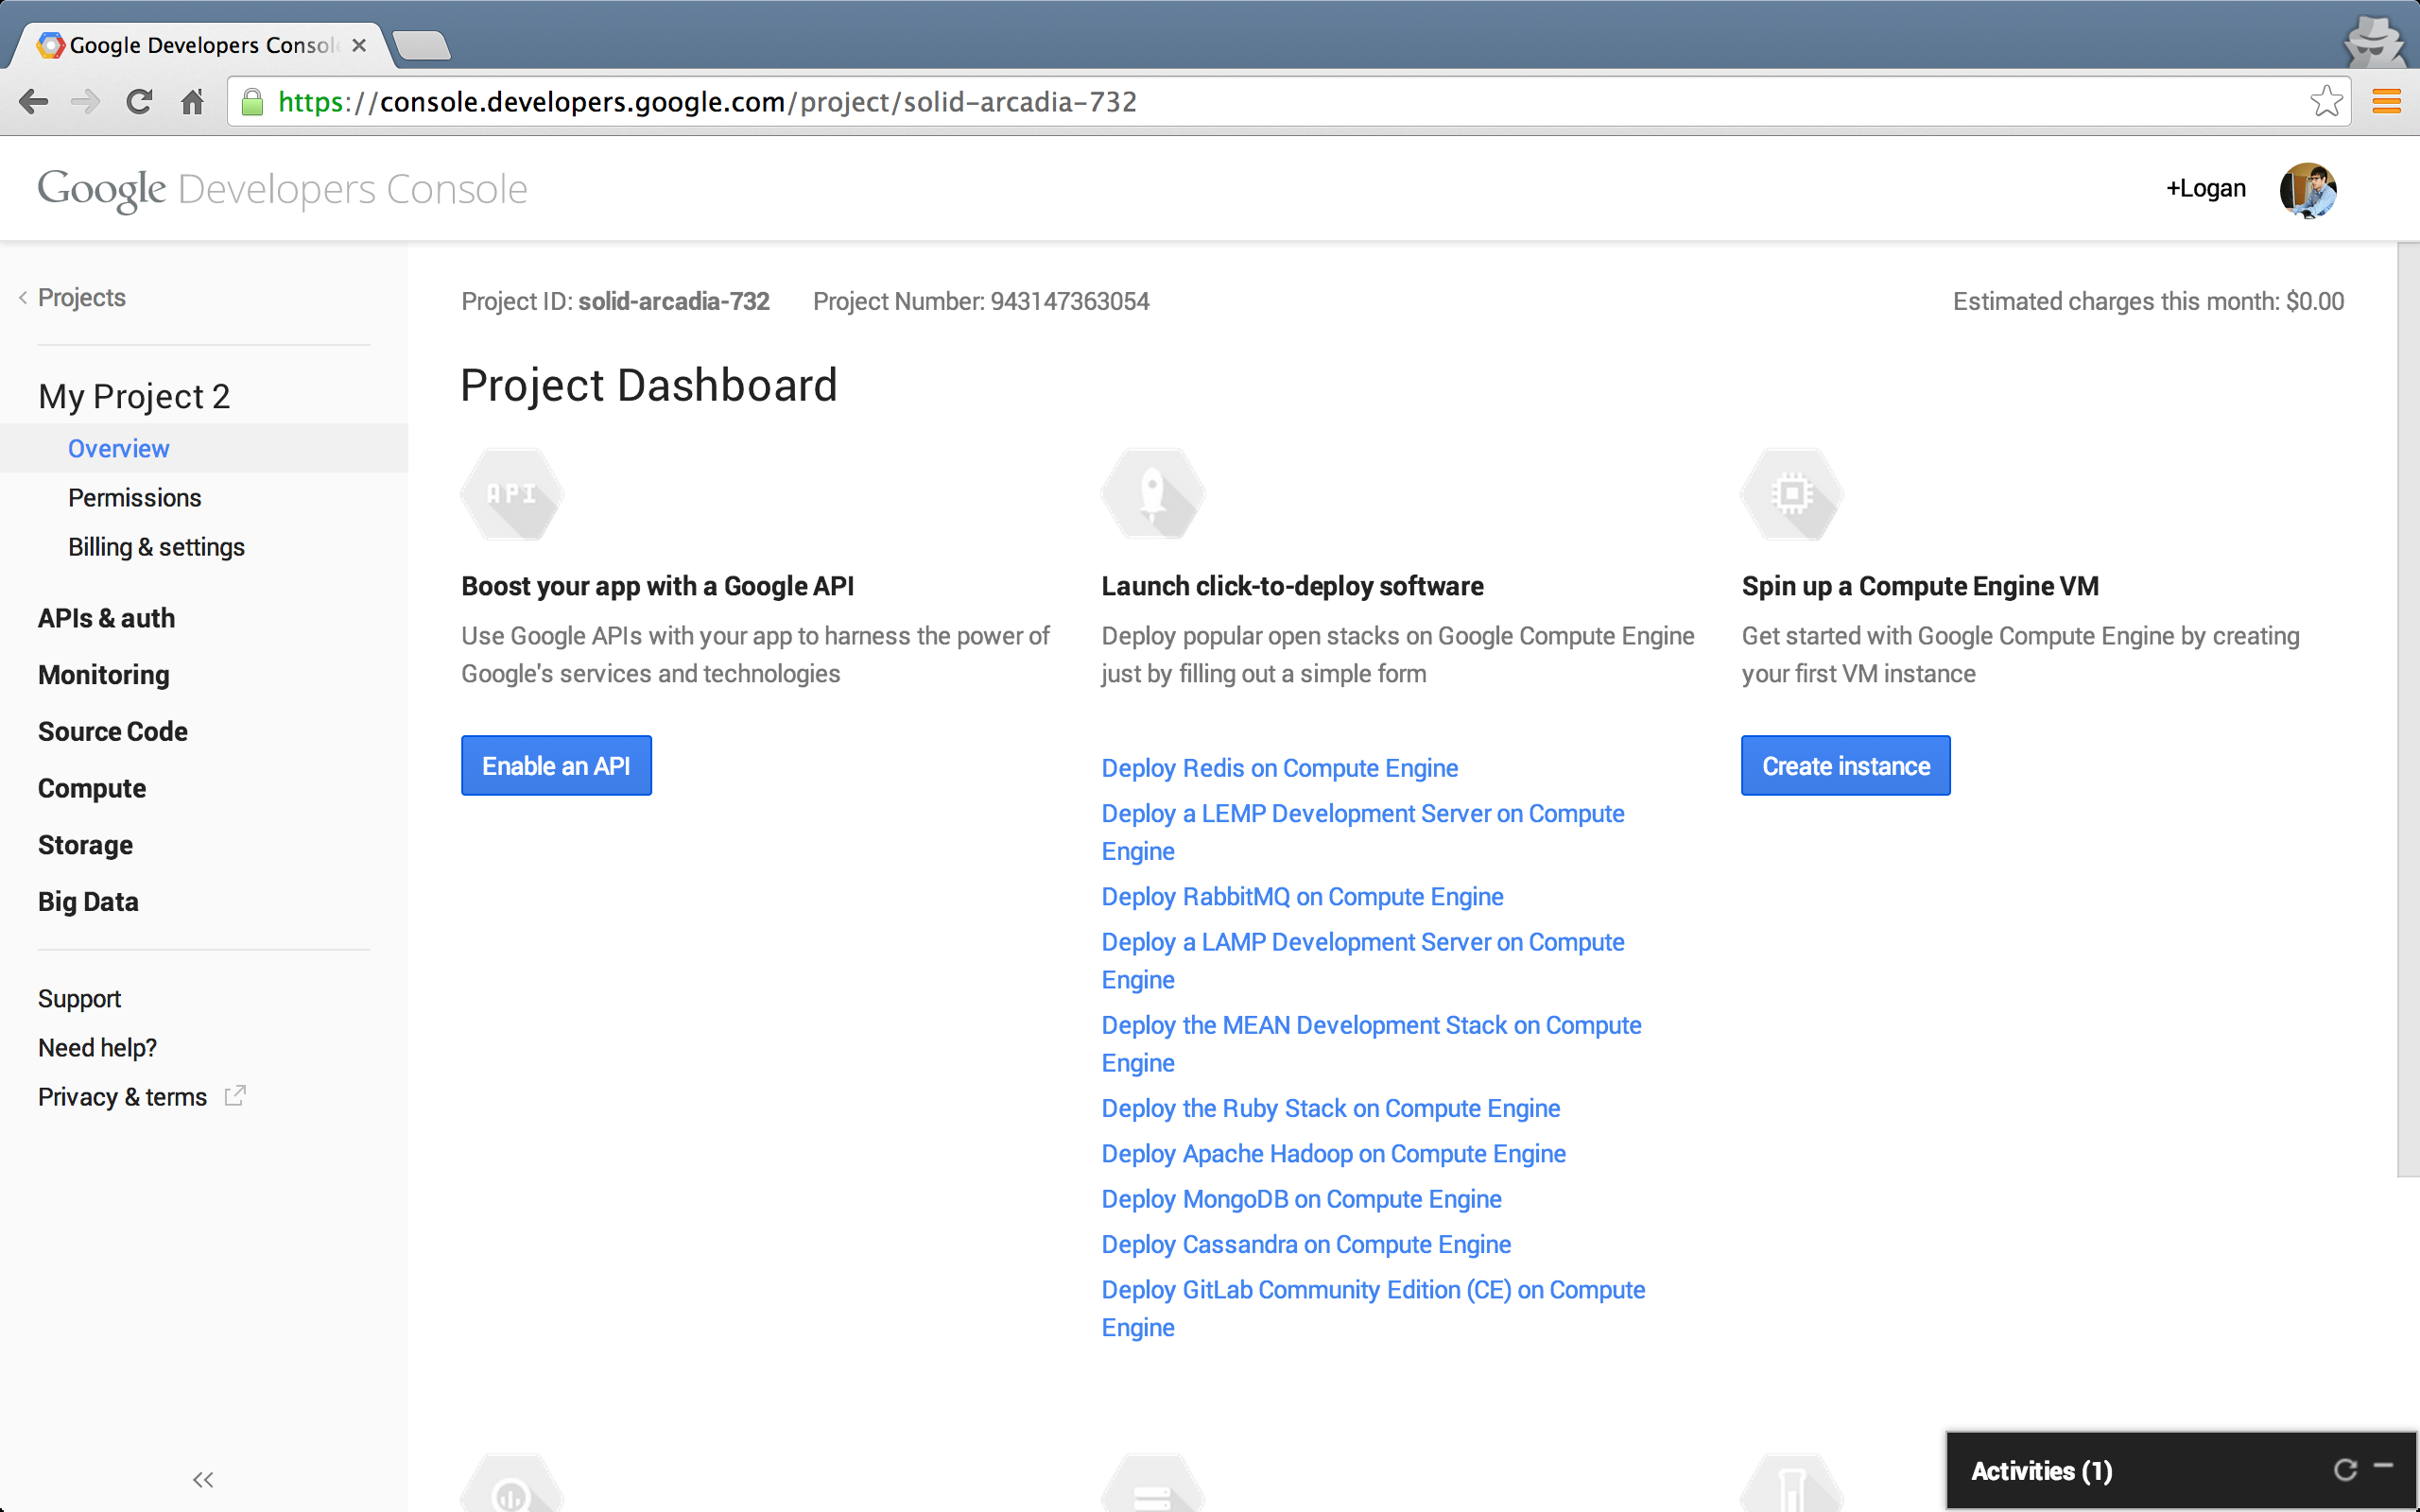 Google Developers Consol
https://console.developers.google.com/project/solid-arcadia-732
Google Developers Console
+Logan
Projects
My Project 2
Overview
Permissions
Billing & settings
APIs & auth
Monitoring
Source Code
Compute
Storage
Big Data
Support
Need help?
Privacy & terms
Project ID: solid-arcadia-732 Project Number: 943147363054
Estimated charges this month: $0.00
Project Dashboard
API
Boost your app with a Google API
Use Google APIs with your app to harness the power of
Google's services and technologies
Enable an API
Launch click-to-deploy software
Deploy popular open stacks on Google Compute Engine
just by filling out a simple form
Deploy Redis on Compute Engine
Deploy a LEMP Development Server on Compute
Engine
Deploy RabbitMQ on Compute Engine
Deploy a LAMP Development Server on Compute
Engine
Deploy the MEAN Development Stack on Compute
Engine
Deploy the Ruby Stack on Compute Engine
Deploy Apache Hadoop on Compute Engine
Deploy MongoDB on Compute Engine
Deploy Cassandra on Compute Engine
Deploy GitLab Community Edition (CE) on Compute
Engine
Spin up a Compute Engine VM
Get started with Google Compute Engine by creating
your first VM instance
Create instance
Activities (1)